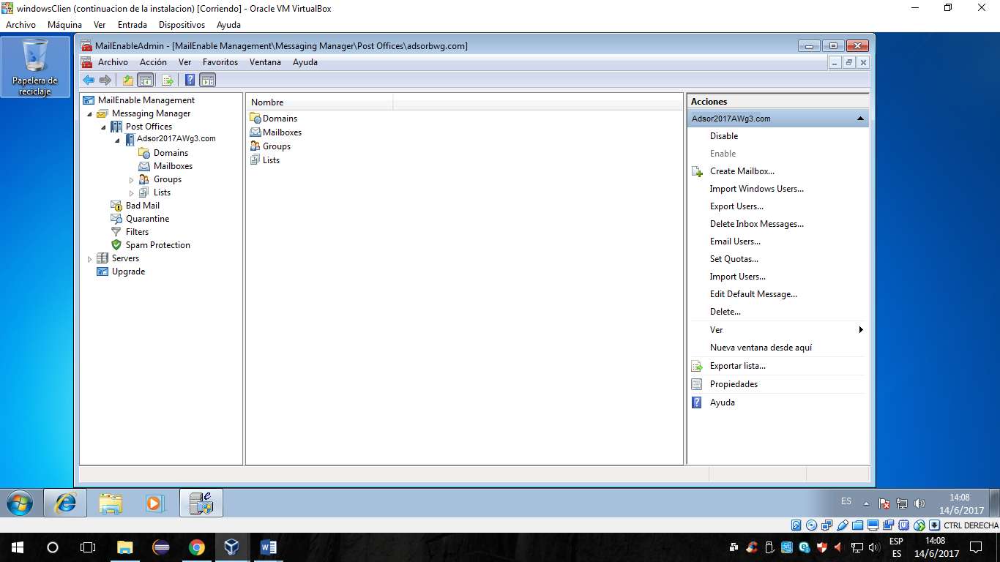 windowsClien (continuacion de la instalacion) [Corriendo] - Oracle VM VirtualBox
Archivo Máquina Ver Entrada Dispositivos Ayuda
Papelera de
reciclaje
MailEnableAdmin - [MailEnable Management\Messaging Manager\Post Offices\adsorbwg.com]
Archivo Acción Ver Favoritos Ventana Ayuda
MailEnable Management
Messaging Manager
Post Offices
Adsor2017AWg3.com
Domains
Mailboxes
Groups
Lists
Bad Mail
Quarantine
Filters
Spam Protection
Servers
Upgrade
Nombre
Domains
Mailboxes
Groups
Lists
Acciones
Adsor2017AWg3.com
Disable
Enable
Create Mailbox...
Import Windows Users...
Export Users...
Delete Inbox Messages...
Email Users...
Set Quotas...
Import Users...
Edit Default Message...
Delete...
Ver
Nueva ventana desde aquí
Exportar lista...
Propiedades
Ayuda
ES
14:08
14/6/2017
CTRL DERECHA
ESP
ES
14:08
14/6/2017